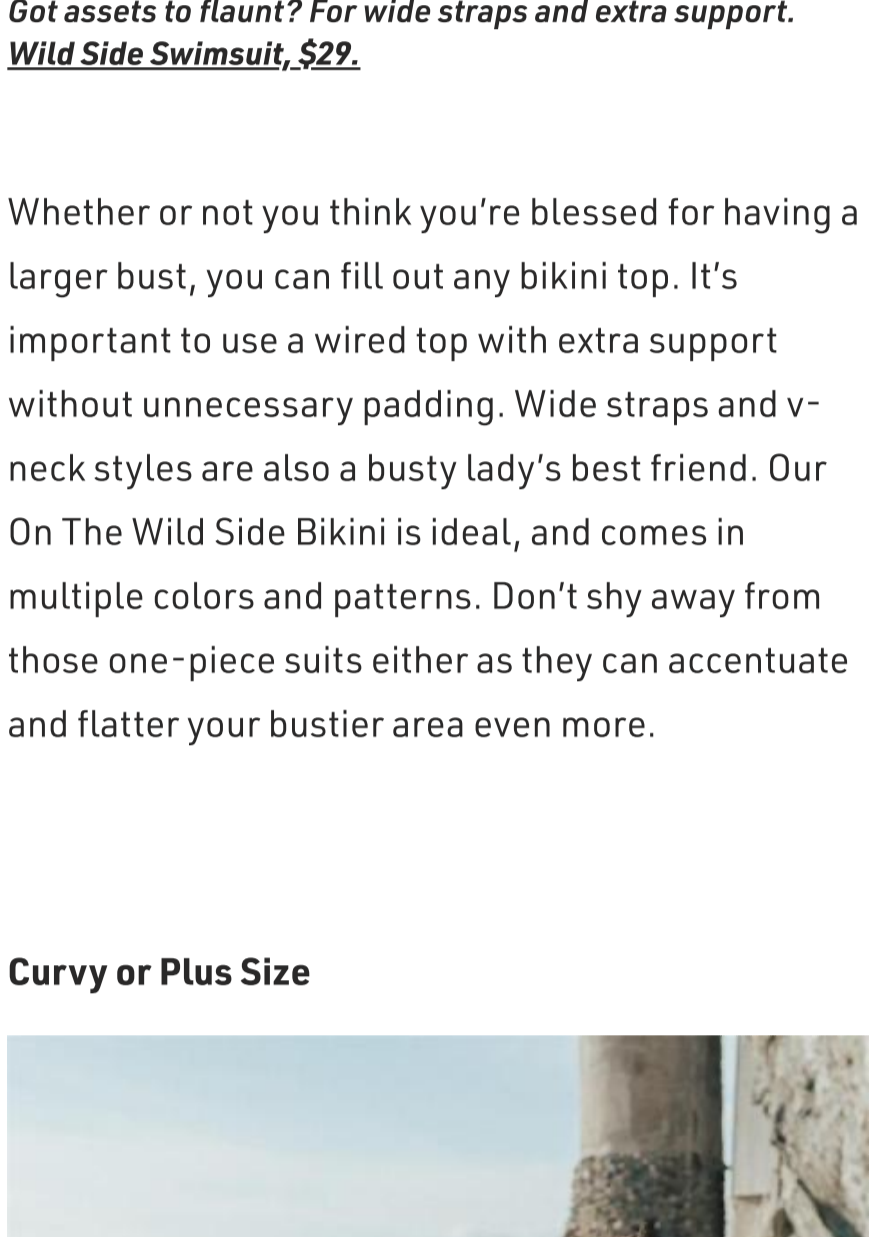 Got assets to flaunt? For wide straps and extra support.
Wild Side Swimsuit, $29.
Whether or not you think you're blessed for having a
larger bust, you can fill out any bikini top. It's
important to use a wired top with extra support
without unnecessary padding. Wide straps and v-
neck styles are also a busty lady's best friend. Our
On The Wild Side Bikini is ideal, and comes in
multiple colors and patterns. Don't shy away from
those one-piece suits either as they can accentuate
and flatter your bustier area even more.
Curvy or Plus Size